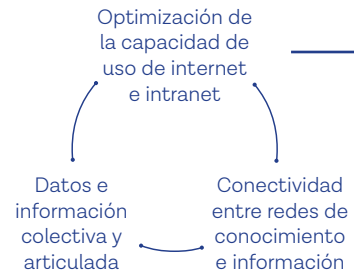 Optimización de
la capacidad de
uso de internet
e intranet
Datos e
información
colectiva y
articulada
Conectividad
entre redes de
conocimiento
e información